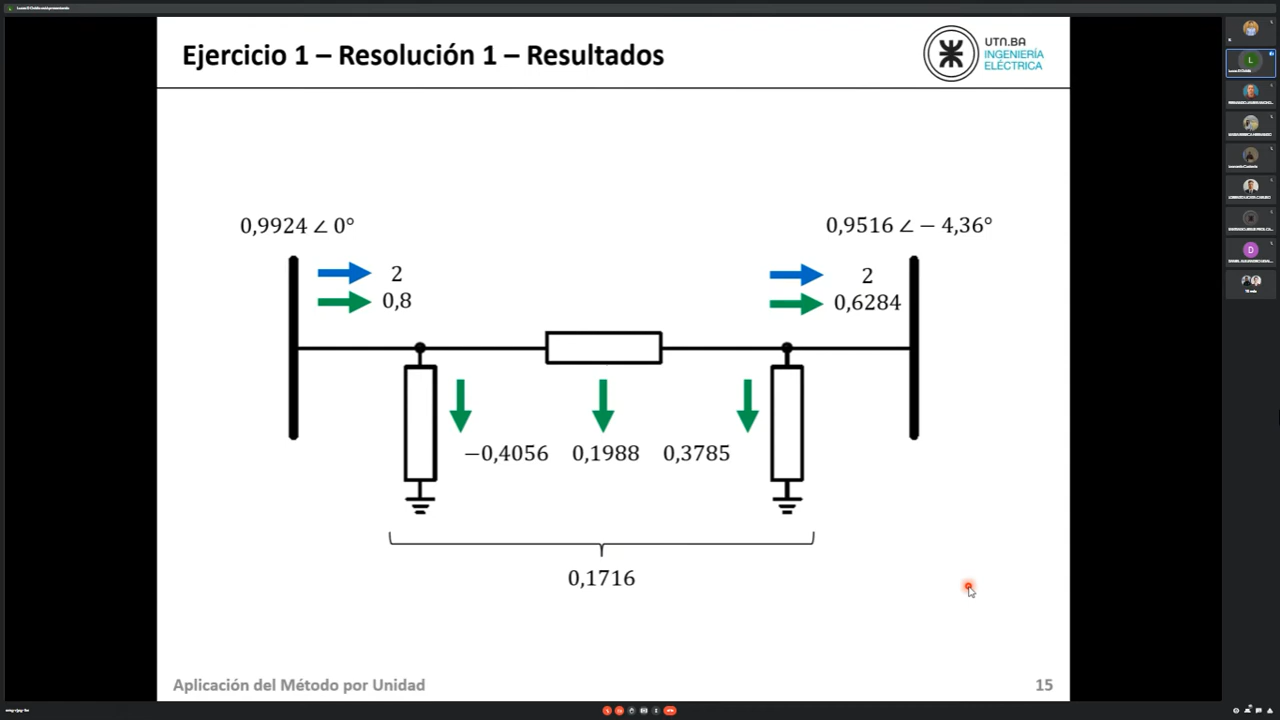 Ejercicio 1 – Resolución 1 – Resultados
UTN.BA
INGENIERÍA
ELÉCTRICA
0,9924 ∠ 0°
0,9516 ∠ − 4,36°
2
0,8
2
0,6284
−0,4056 0,1988 0,3785
0,1716
Aplicación del Método por Unidad
15
L
D